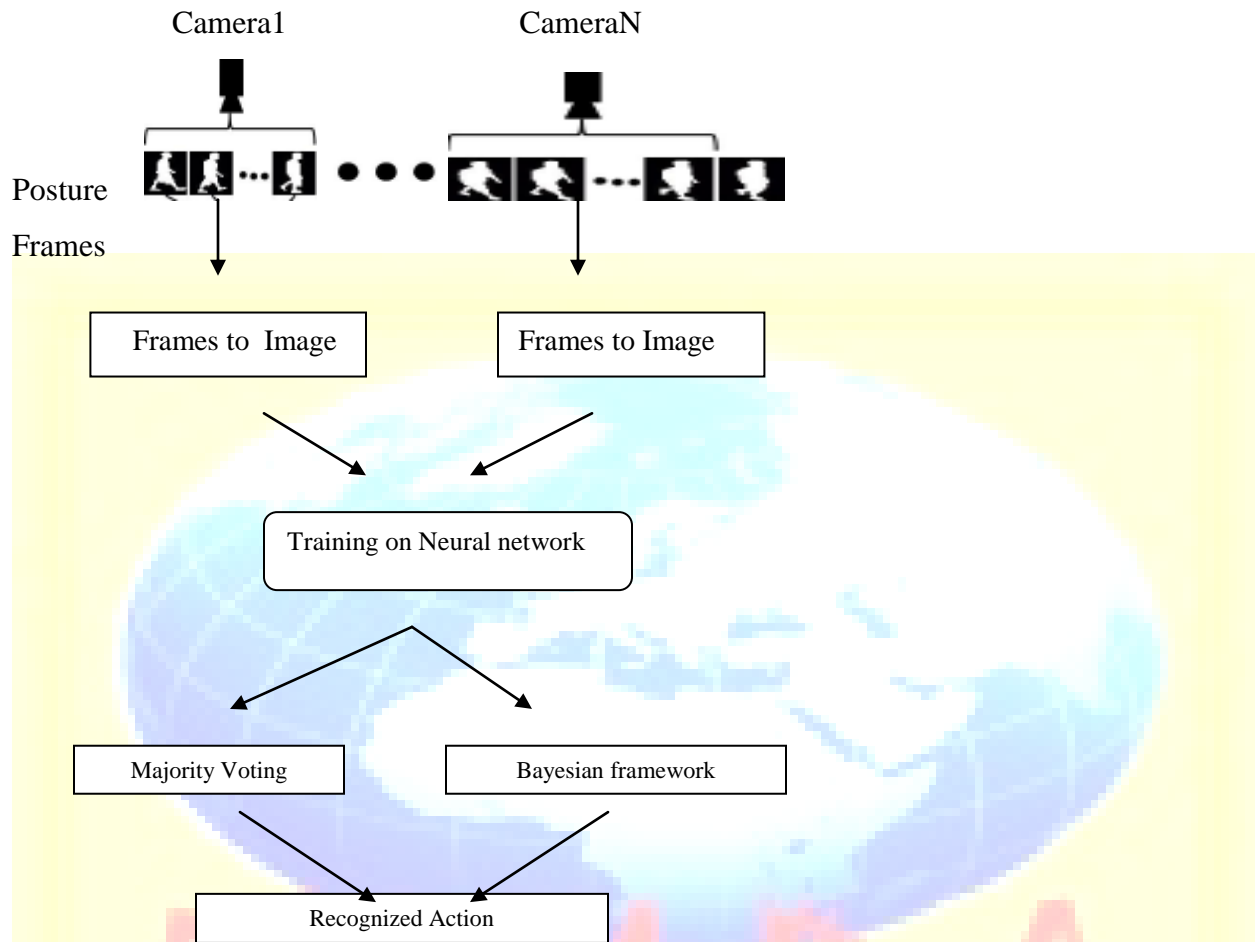 Camera1 CameraN
Posture
Frames
Frames to Image Frames to Image
Training on Neural network
Majority Voting Bayesian framework
Recognized Action